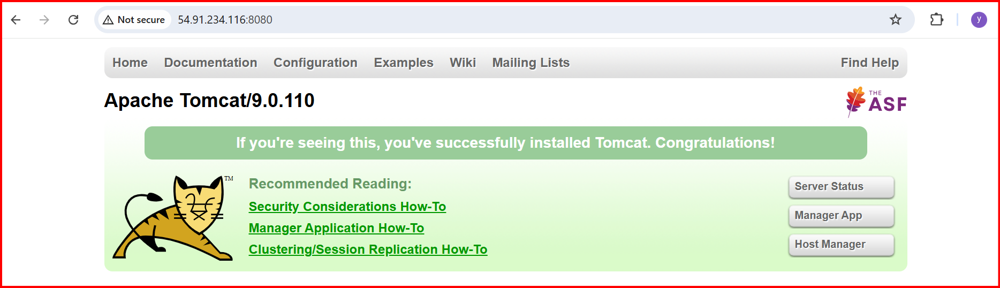 Not secure 54.91.234.116:8080 y
Home Documentation Configuration Examples Wiki Mailing Lists Find Help
Apache Tomcat/9.0.110
THE
ASF
If you're seeing this, you've successfully installed Tomcat. Congratulations!
TM
Recommended Reading:
Security Considerations How-To
Manager Application How-To
Clustering/Session Replication How-To
Server Status
Manager App
Host Manager